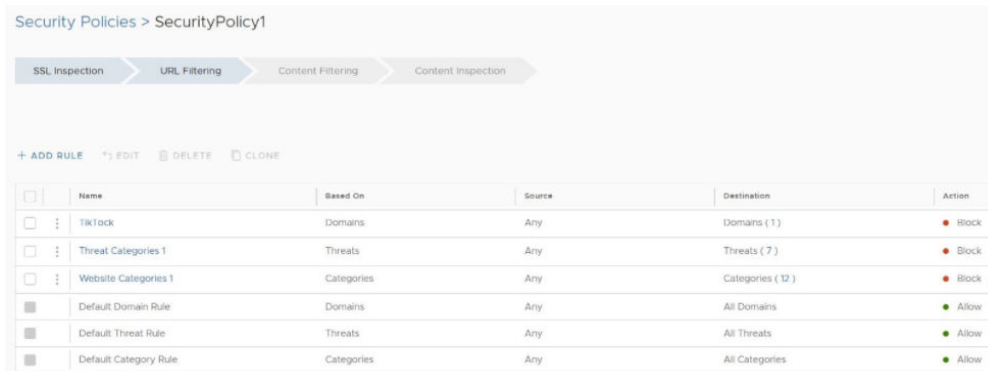 Security Policies > SecurityPolicy1
SSL Inspection URL Filtering Content Filtering Content Inspection
+ ADD RULE EDIT DELETE CLONE
Name Based On Source Destination Action
TikTock Domains Any Domains ( 1 ) Block
Threat Categories 1 Threats Any Threats ( 7 ) Block
Website Categories 1 Categories Any Categories ( 12 ) Block
Default Domain Rule Domains Any All Domains Allow
Default Threat Rule Threats Any All Threats Allow
Default Category Rule Categories Any All Categories Allow